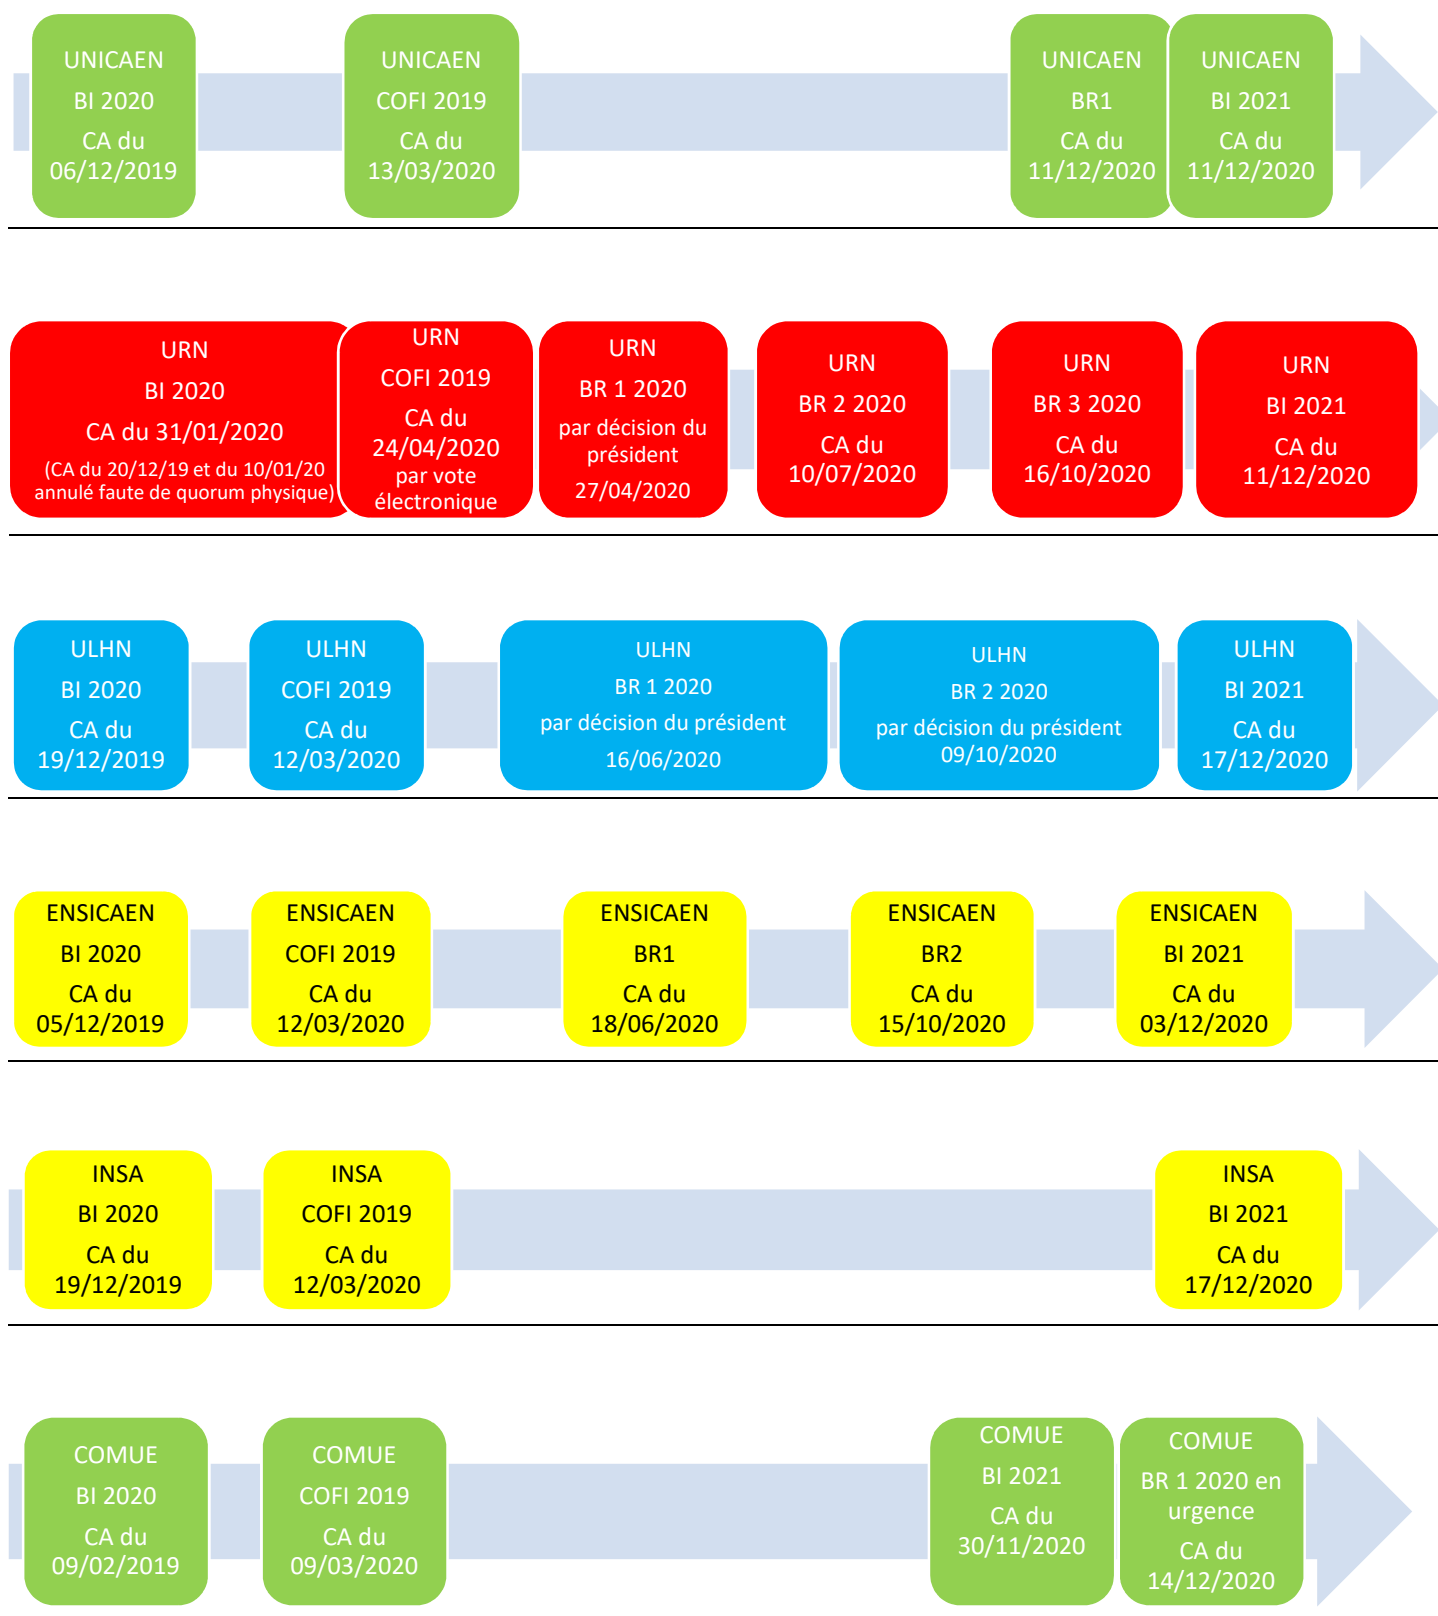 UNICAEN
BI 2020
CA du
06/12/2019
UNICAEN
COFI 2019
CA du
13/03/2020
UNICAEN
BR1
CA du
11/12/2020
UNICAEN
BI 2021
CA du
11/12/2020
URN
BI 2020
CA du 31/01/2020
(CA du 20/12/19 et du 10/01/20
annulé faute de quorum physique)
URN
COFI 2019
CA du
24/04/2020
par vote
électronique
URN
BR 1 2020
par décision du
président
27/04/2020
URN
BR 2 2020
CA du
10/07/2020
URN
BR 3 2020
CA du
16/10/2020
URN
BI 2021
CA du
11/12/2020
ULHN
BI 2020
CA du
19/12/2019
ULHN
COFI 2019
CA du
12/03/2020
ULHN
BR 1 2020
par décision du président
16/06/2020
ULHN
BR 2 2020
par décision du président
09/10/2020
ULHN
BI 2021
CA du
17/12/2020
ENSICAEN
BI 2020
CA du
05/12/2019
ENSICAEN
COFI 2019
CA du
12/03/2020
ENSICAEN
BR1
CA du
18/06/2020
ENSICAEN
BR2
CA du
15/10/2020
ENSICAEN
BI 2021
CA du
03/12/2020
INSA
BI 2020
CA du
19/12/2019
INSA
COFI 2019
CA du
12/03/2020
INSA
BI 2021
CA du
17/12/2020
COMUE
BI 2020
CA du
09/02/2019
COMUE
COFI 2019
CA du
09/03/2020
COMUE
BI 2021
CA du
30/11/2020
COMUE
BR 1 2020 en
urgence
CA du
14/12/2020